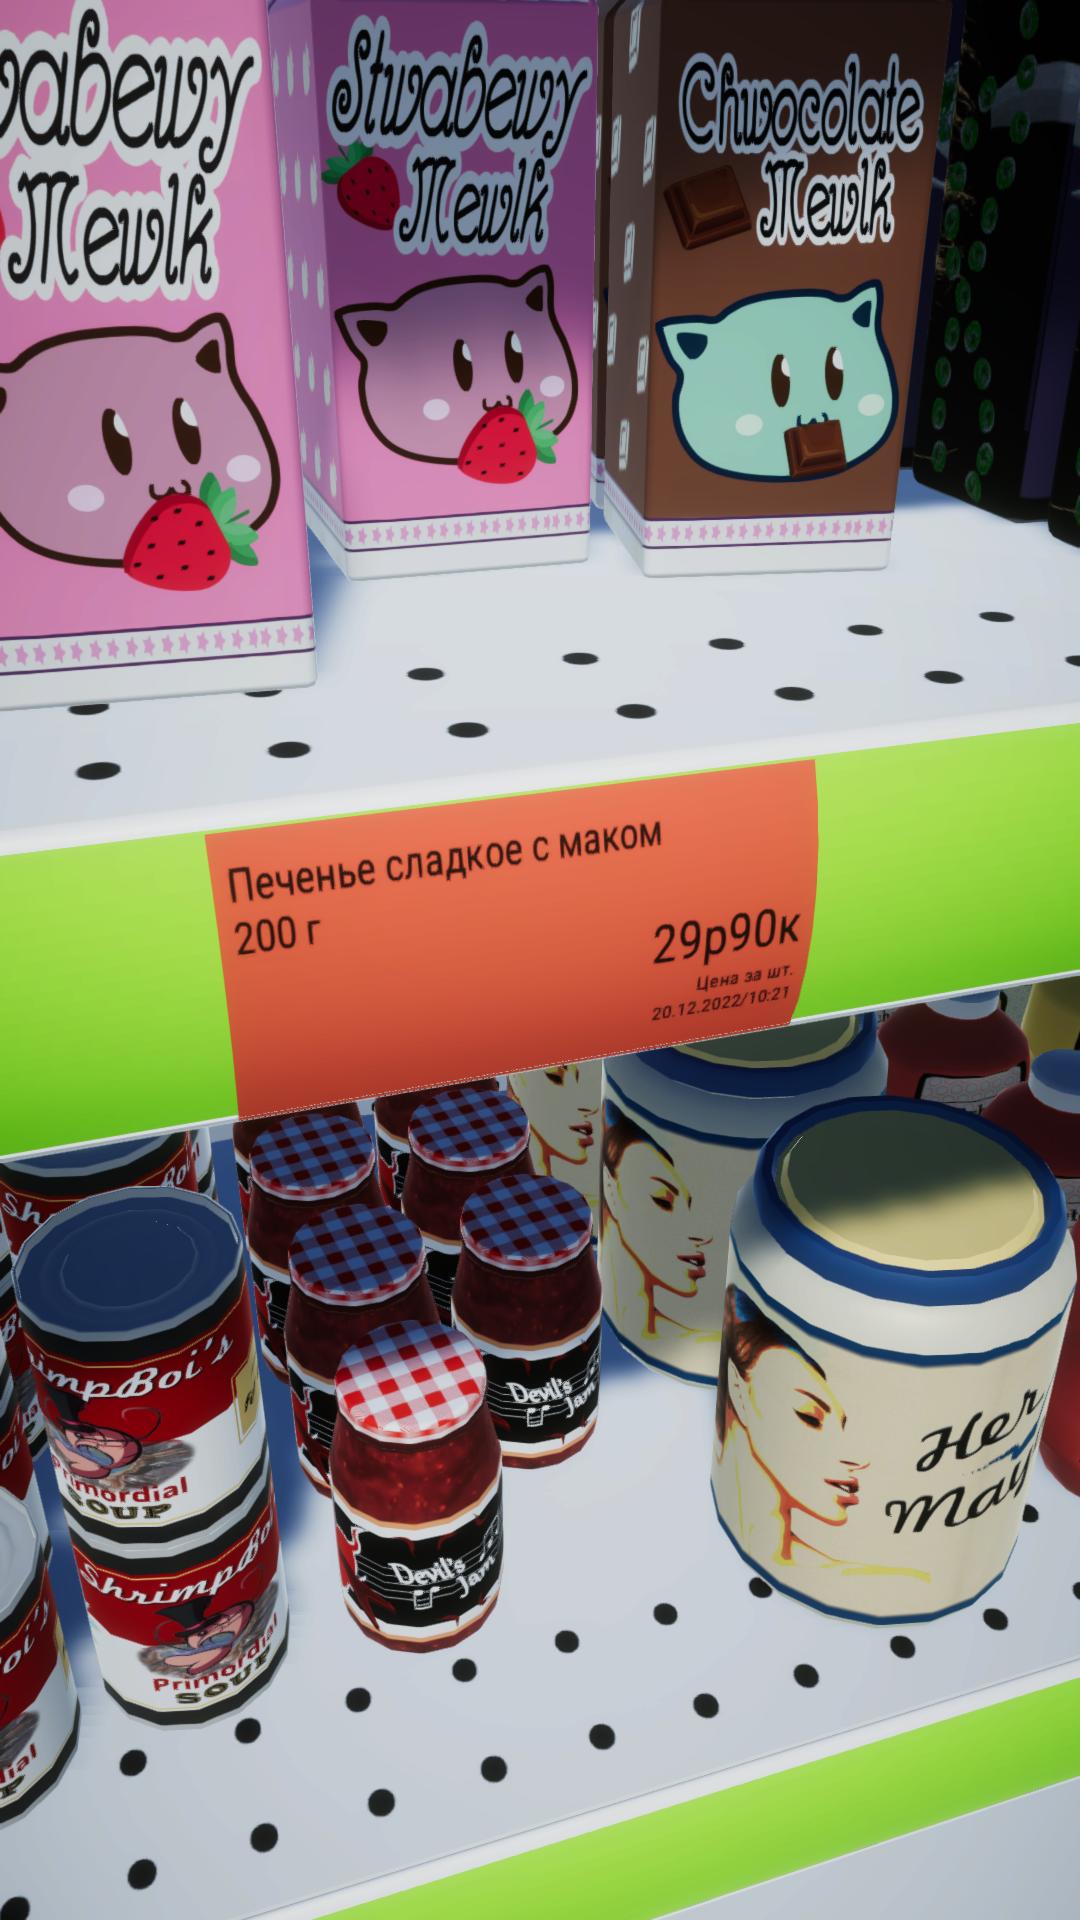 Stwabewy
Mewlk
Stwabewy
Mewlk
Chwocolate
Mewlk
Печенье сладкое с маком
200 г
29р90к
Цена за шт.
20.12.2022/10:21
Boi's
Primordial
SOUP
ShrimpBoi
Primordial
SOUP
Devil's
Jam
Devil's
Jam
Her
May